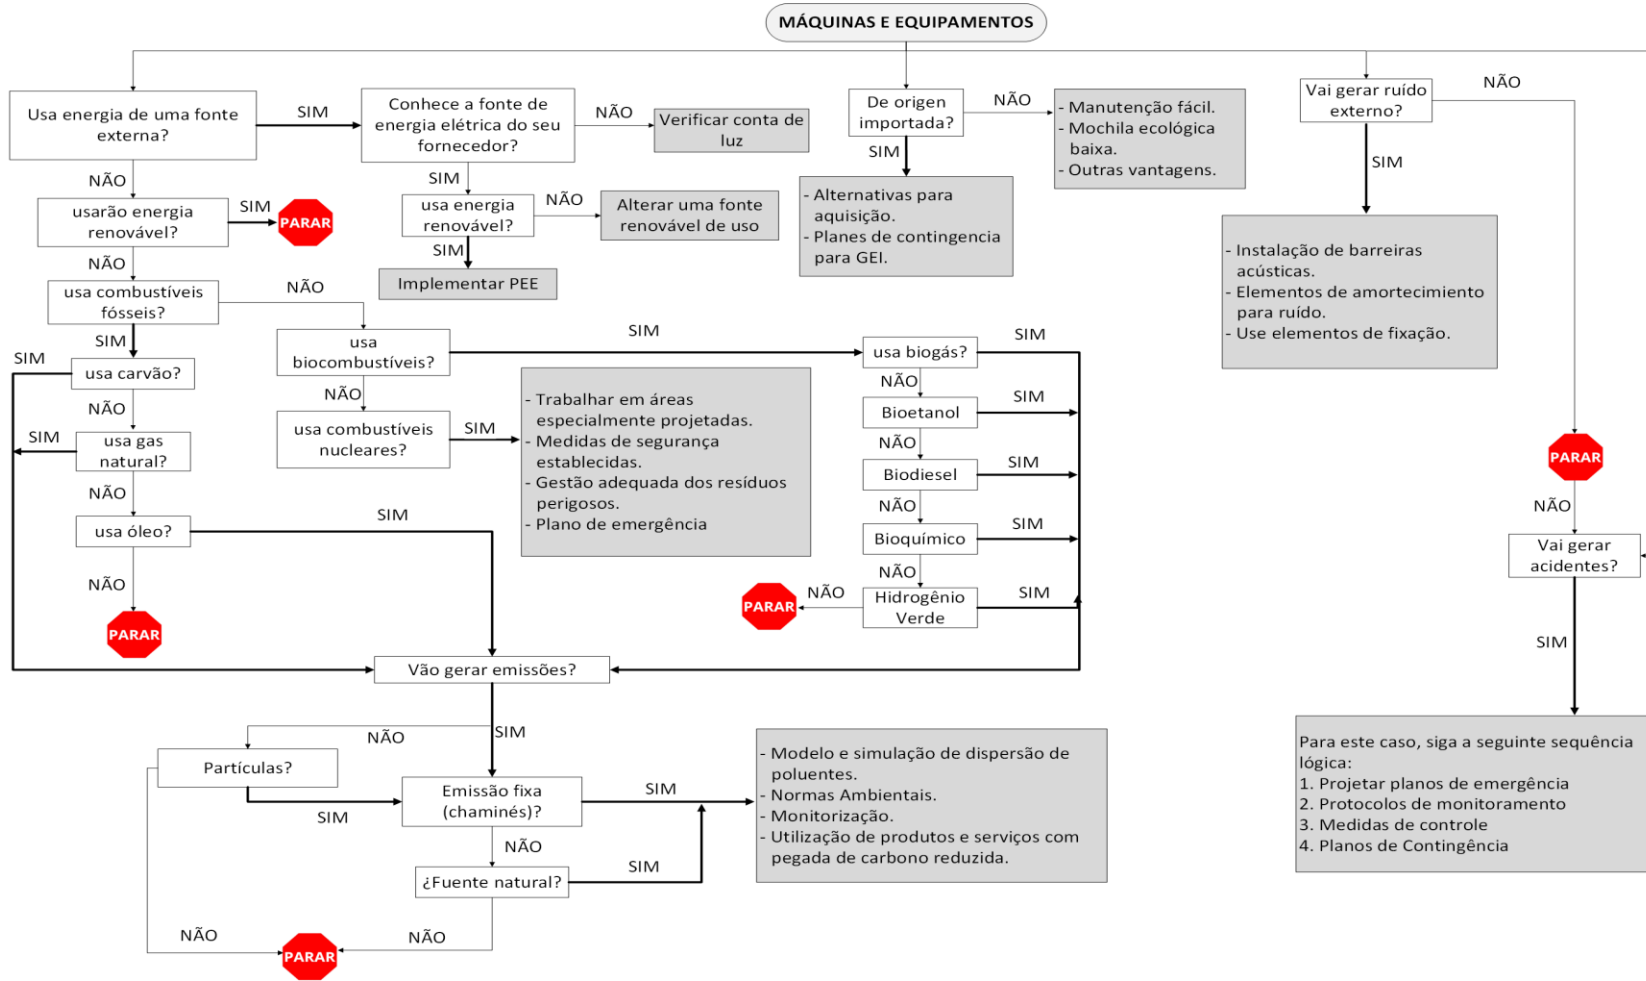 MÁQUINAS E EQUIPAMENTOS
Usa energia de uma fonte
externa?
SIM
Conhece a fonte de
energia elétrica do seu
fornecedor?
NÃO
Verificar conta de
luz
De origen
importada?
NÃO
- Manutenção fácil.
- Mochila ecológica
baixa.
- Outras vantagens.
Vai gerar ruído
externo?
NÃO
NÃO
SIM
SIM
SIM
usarão energia
renovável?
SIM
PARAR
usa energia
renovável?
NÃO
Alterar uma fonte
renovável de uso
- Alternativas para
aquisição.
- Planes de contingencia
para GEI.
- Instalação de barreiras
acústicas.
- Elementos de amortecimiento
para ruído.
- Use elementos de fixação.
NÃO
SIM
Implementar PEE
usa combustíveis
fósseis?
NÃO
SIM
SIM
usa carvão?
usa
biocombustíveis?
SIM
usa biogás?
SIM
NÃO
NÃO
NÃO
SIM
usa gas
natural?
usa combustíveis
nucleares?
SIM
- Trabalhar em áreas
especialmente projetadas.
- Medidas de segurança
establecidas.
- Gestão adequada dos resíduos
perigosos.
- Plano de emergência
Bioetanol
SIM
NÃO
Biodiesel
SIM
NÃO
Bioquímico
SIM
NÃO
Hidrogênio
Verde
SIM
NÃO
PARAR
NÃO
usa óleo?
SIM
NÃO
PARAR
PARAR
NÃO
Vai gerar
acidentes?
SIM
Vão gerar emissões?
NÃO
SIM
Partículas?
SIM
Emissão fixa
(chaminés)?
SIM
- Modelo e simulação de dispersão de
poluentes.
- Normas Ambientais.
- Monitorização.
- Utilização de produtos e serviços com
pegada de carbono reduzida.
Para este caso, siga a seguinte sequência
lógica:
1. Projetar planos de emergência
2. Protocolos de monitoramento
3. Medidas de controle
4. Planos de Contingência
NÃO
¿Fuente natural?
SIM
NÃO
NÃO
PARAR